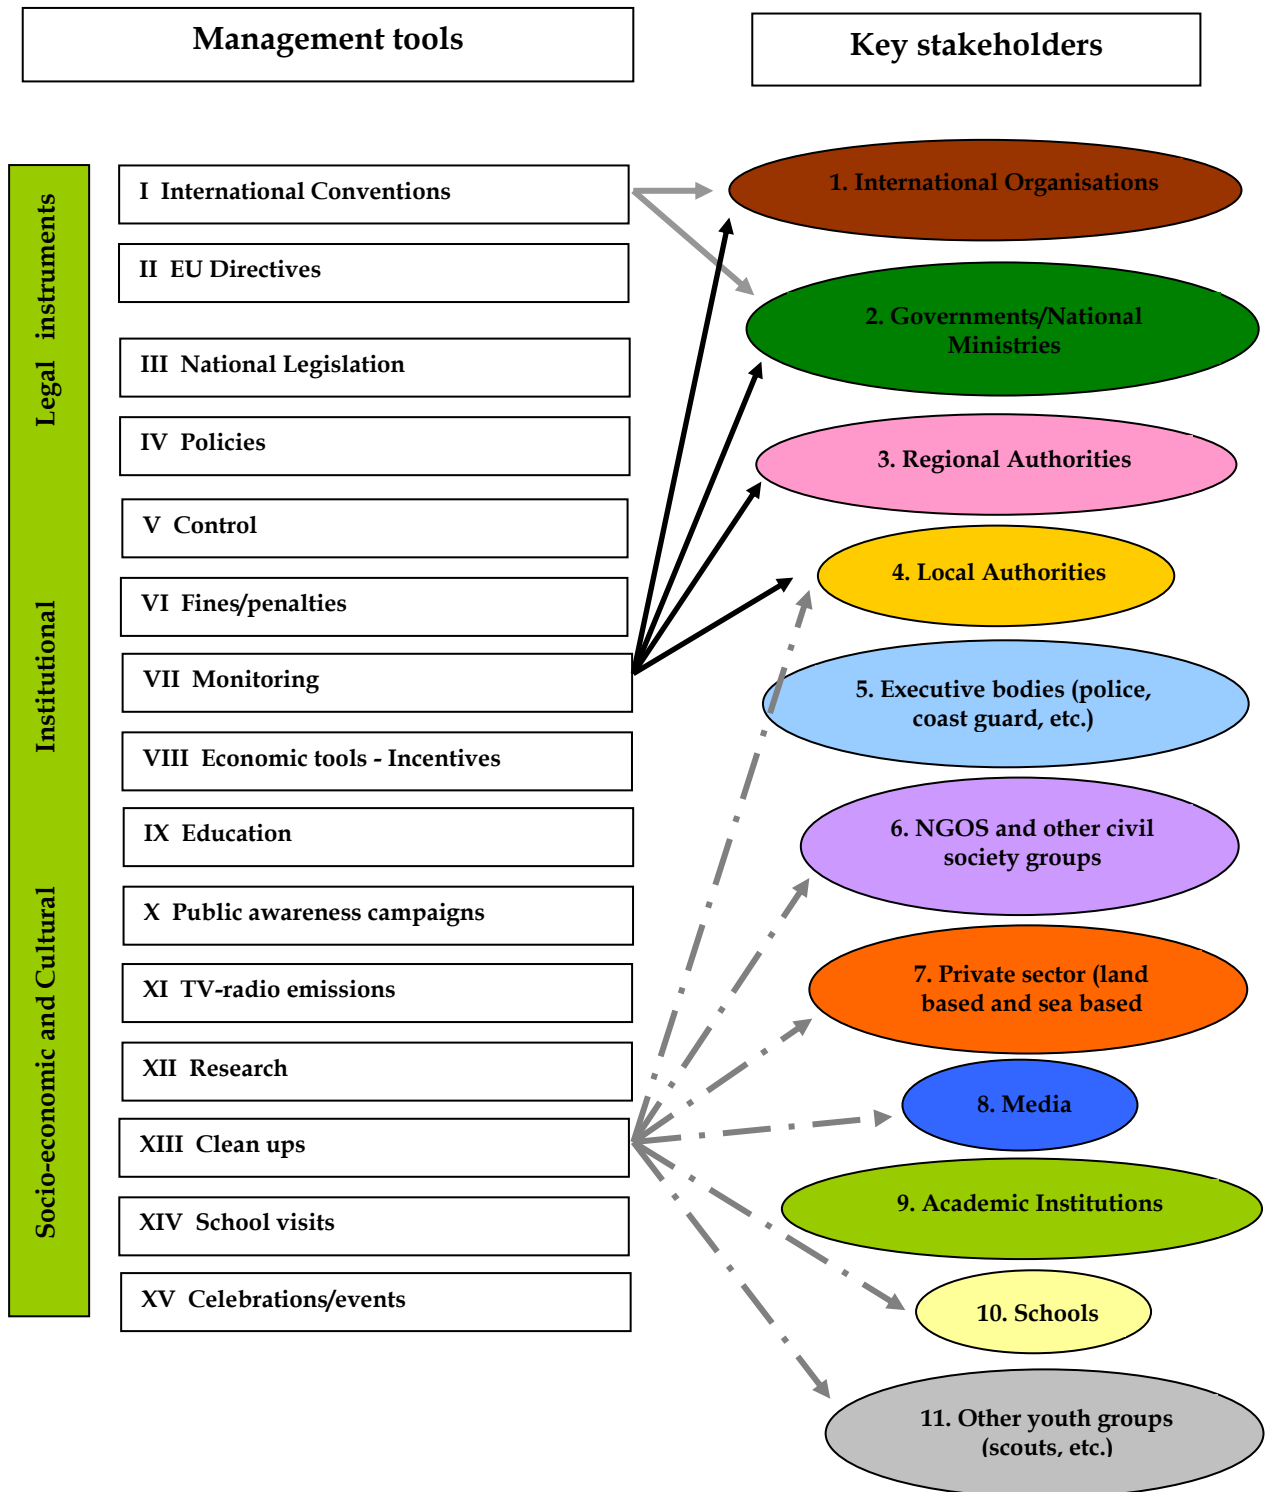 Management tools
Key stakeholders
Legal instruments
Institutional
Socio-economic and Cultural
I International Conventions
II EU Directives
III National Legislation
IV Policies
V Control
VI Fines/penalties
VII Monitoring
VIII Economic tools - Incentives
IX Education
X Public awareness campaigns
XI TV-radio emissions
XII Research
XIII Clean ups
XIV School visits
XV Celebrations/events
1. International Organisations
2. Governments/National
Ministries
3. Regional Authorities
4. Local Authorities
5. Executive bodies (police,
coast guard, etc.)
6. NGOS and other civil
society groups
7. Private sector (land
based and sea based
8. Media
9. Academic Institutions
10. Schools
11. Other youth groups
(scouts, etc.)